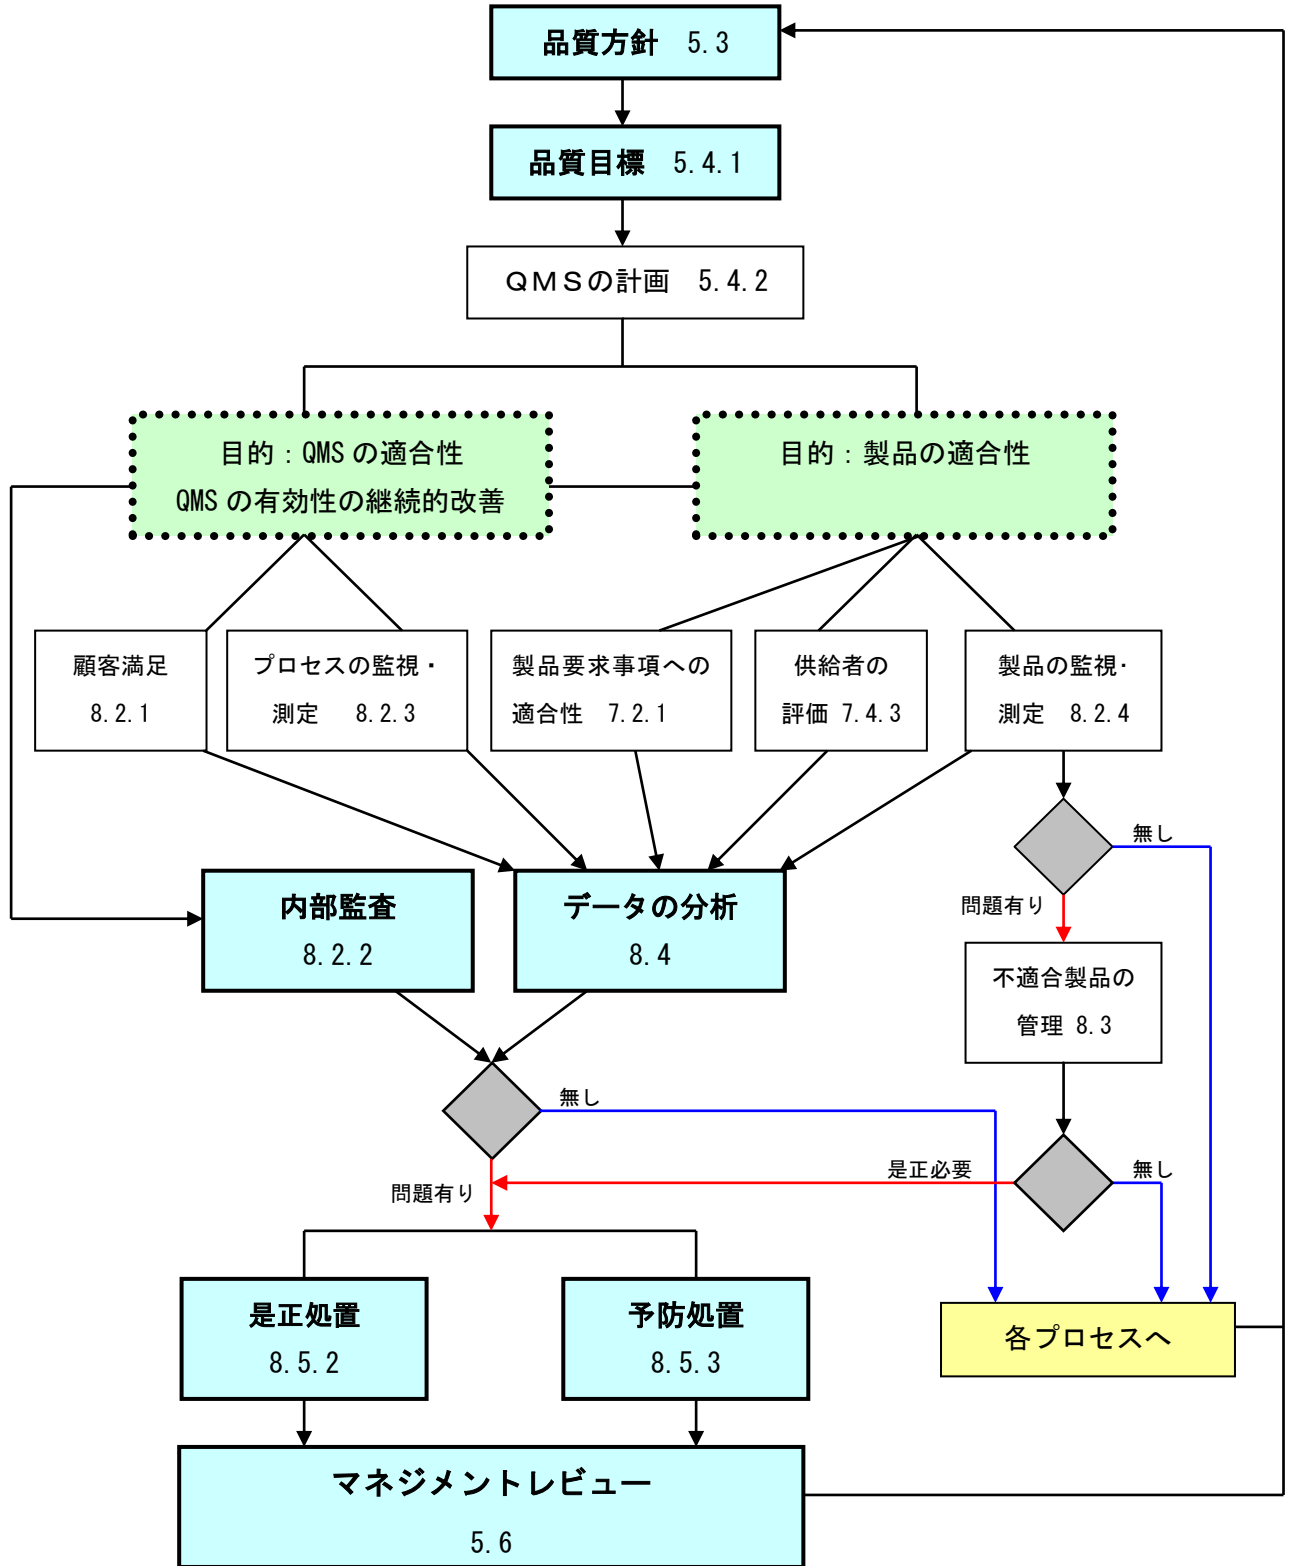 品質方針　5.3
品質目標　5.4.1
ＱＭＳの計画　5.4.2
目的：QMSの適合性
QMSの有効性の継続的改善
目的：製品の適合性
顧客満足
8.2.1
プロセスの監視・
測定　8.2.3
製品要求事項への
適合性　7.2.1
供給者の
評価 7.4.3
製品の監視・
測定　8.2.4
無し
問題有り
内部監査
8.2.2
データの分析
8.4
不適合製品の
管理 8.3
無し
是正必要
無し
問題有り
是正処置
8.5.2
予防処置
8.5.3
各プロセスへ
マネジメントレビュー
5.6